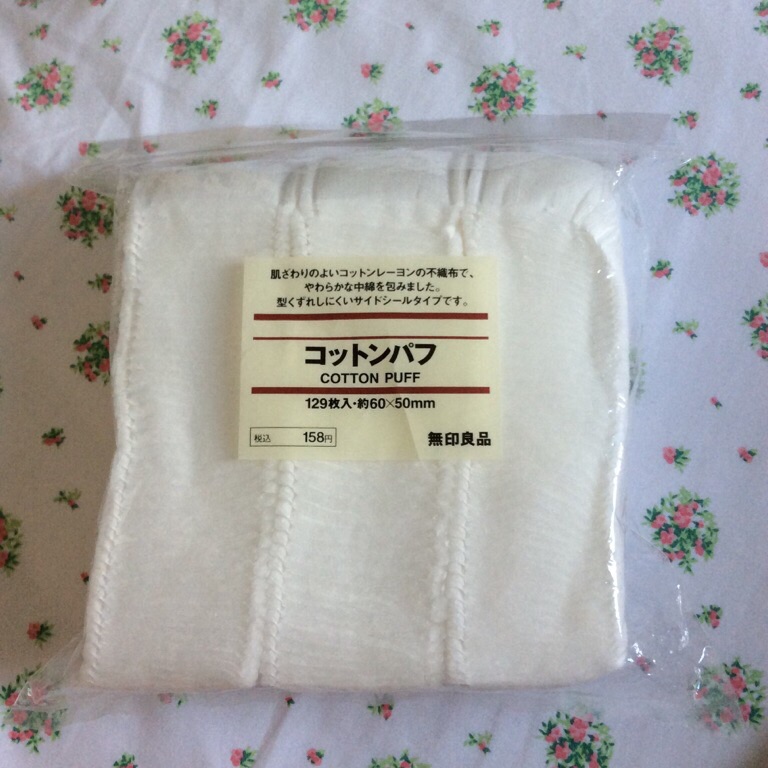 肌ざわりのよいコットンレーヨンの不織布で、
やわらかな中綿を包みました。
型くずれしにくいサイドシールタイプです。
コットンパフ
COTTON PUFF
129枚入・約60×50mm
税込 158円
無印良品